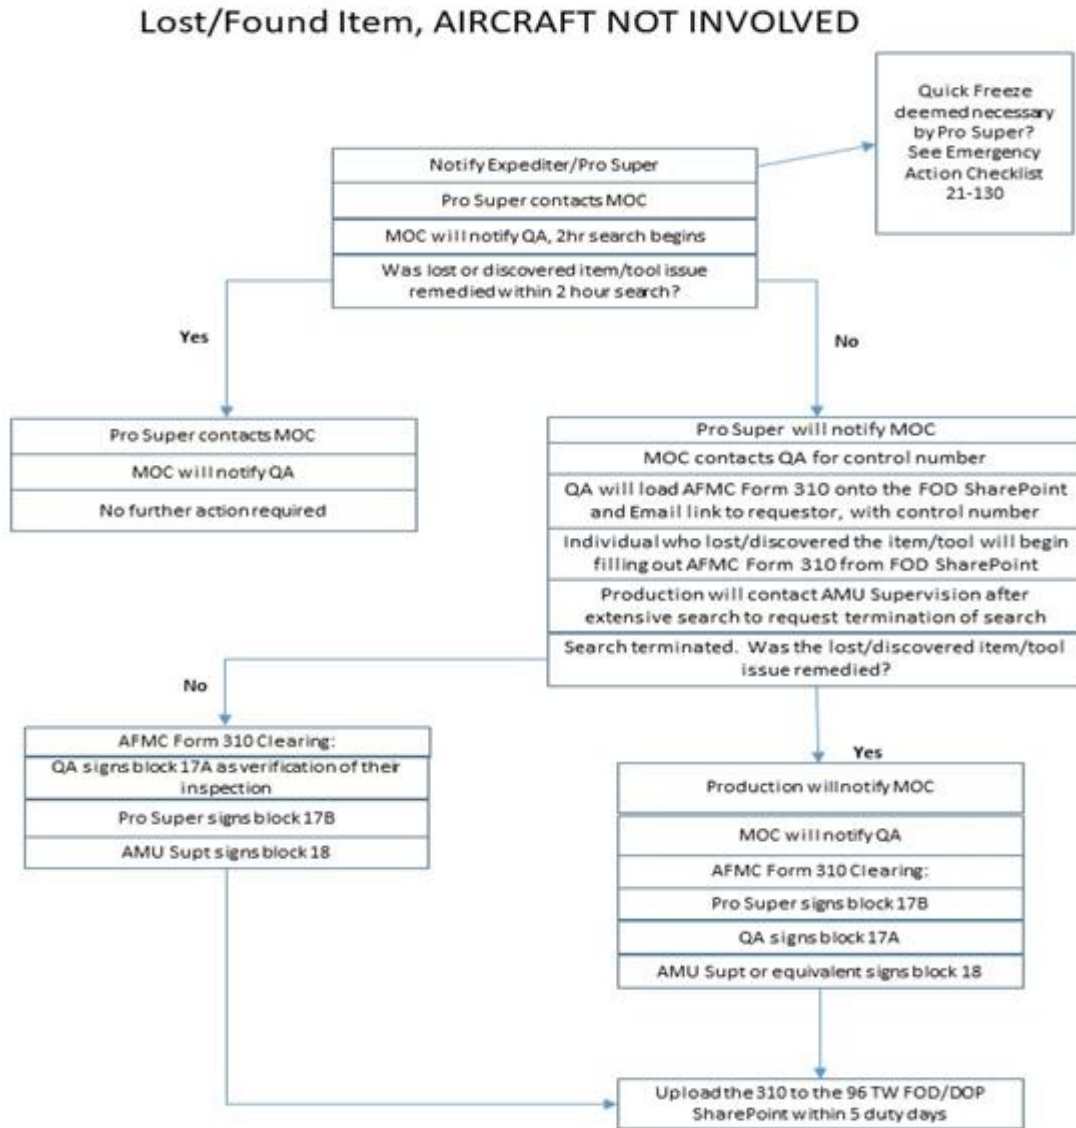 Lost/Found Item, AIRCRAFT NOT INVOLVED
Quick Freeze
deemed necessary
by Pro Super?
See Emergency
Action Checklist
21-130
Notify Expediter/Pro Super
Pro Super contacts MOC
MOC will notify QA, 2hr search begins
Was lost or discovered item/tool issue
remedied within 2 hour search?
Yes
No
Pro Super contacts MOC
MOC will notify QA
No further action required
Pro Super will notify MOC
MOC contacts QA for control number
QA will load AFMC Form 310 onto the FOD SharePoint
and Email link to requestor, with control number
Individual who lost/discovered the item/tool will begin
filling out AFMC Form 310 from FOD SharePoint
Production will contact AMU Supervision after
extensive search to request termination of search
Search terminated. Was the lost/discovered item/tool
issue remedied?
No
AFMC Form 310 Clearing:
QA signs block 17A as verification of their
inspection
Pro Super signs block 17B
AMU Supt signs block 18
Yes
Production will notify MOC
MOC will notify QA
AFMC Form 310 Clearing:
Pro Super signs block 17B
QA signs block 17A
AMU Supt or equivalent signs block 18
Upload the 310 to the 96 TW FOD/DOP
SharePoint within 5 duty days